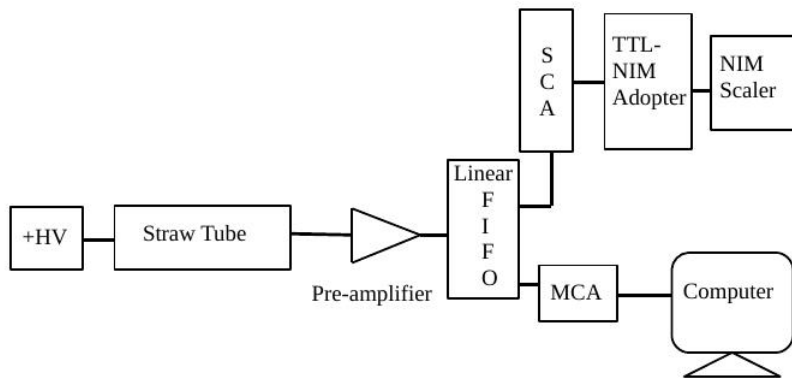 +HV
Straw Tube
Pre-amplifier
Linear
F
I
F
O
S
C
A
TTL-
NIM
Adopter
NIM
Scaler
MCA
Computer